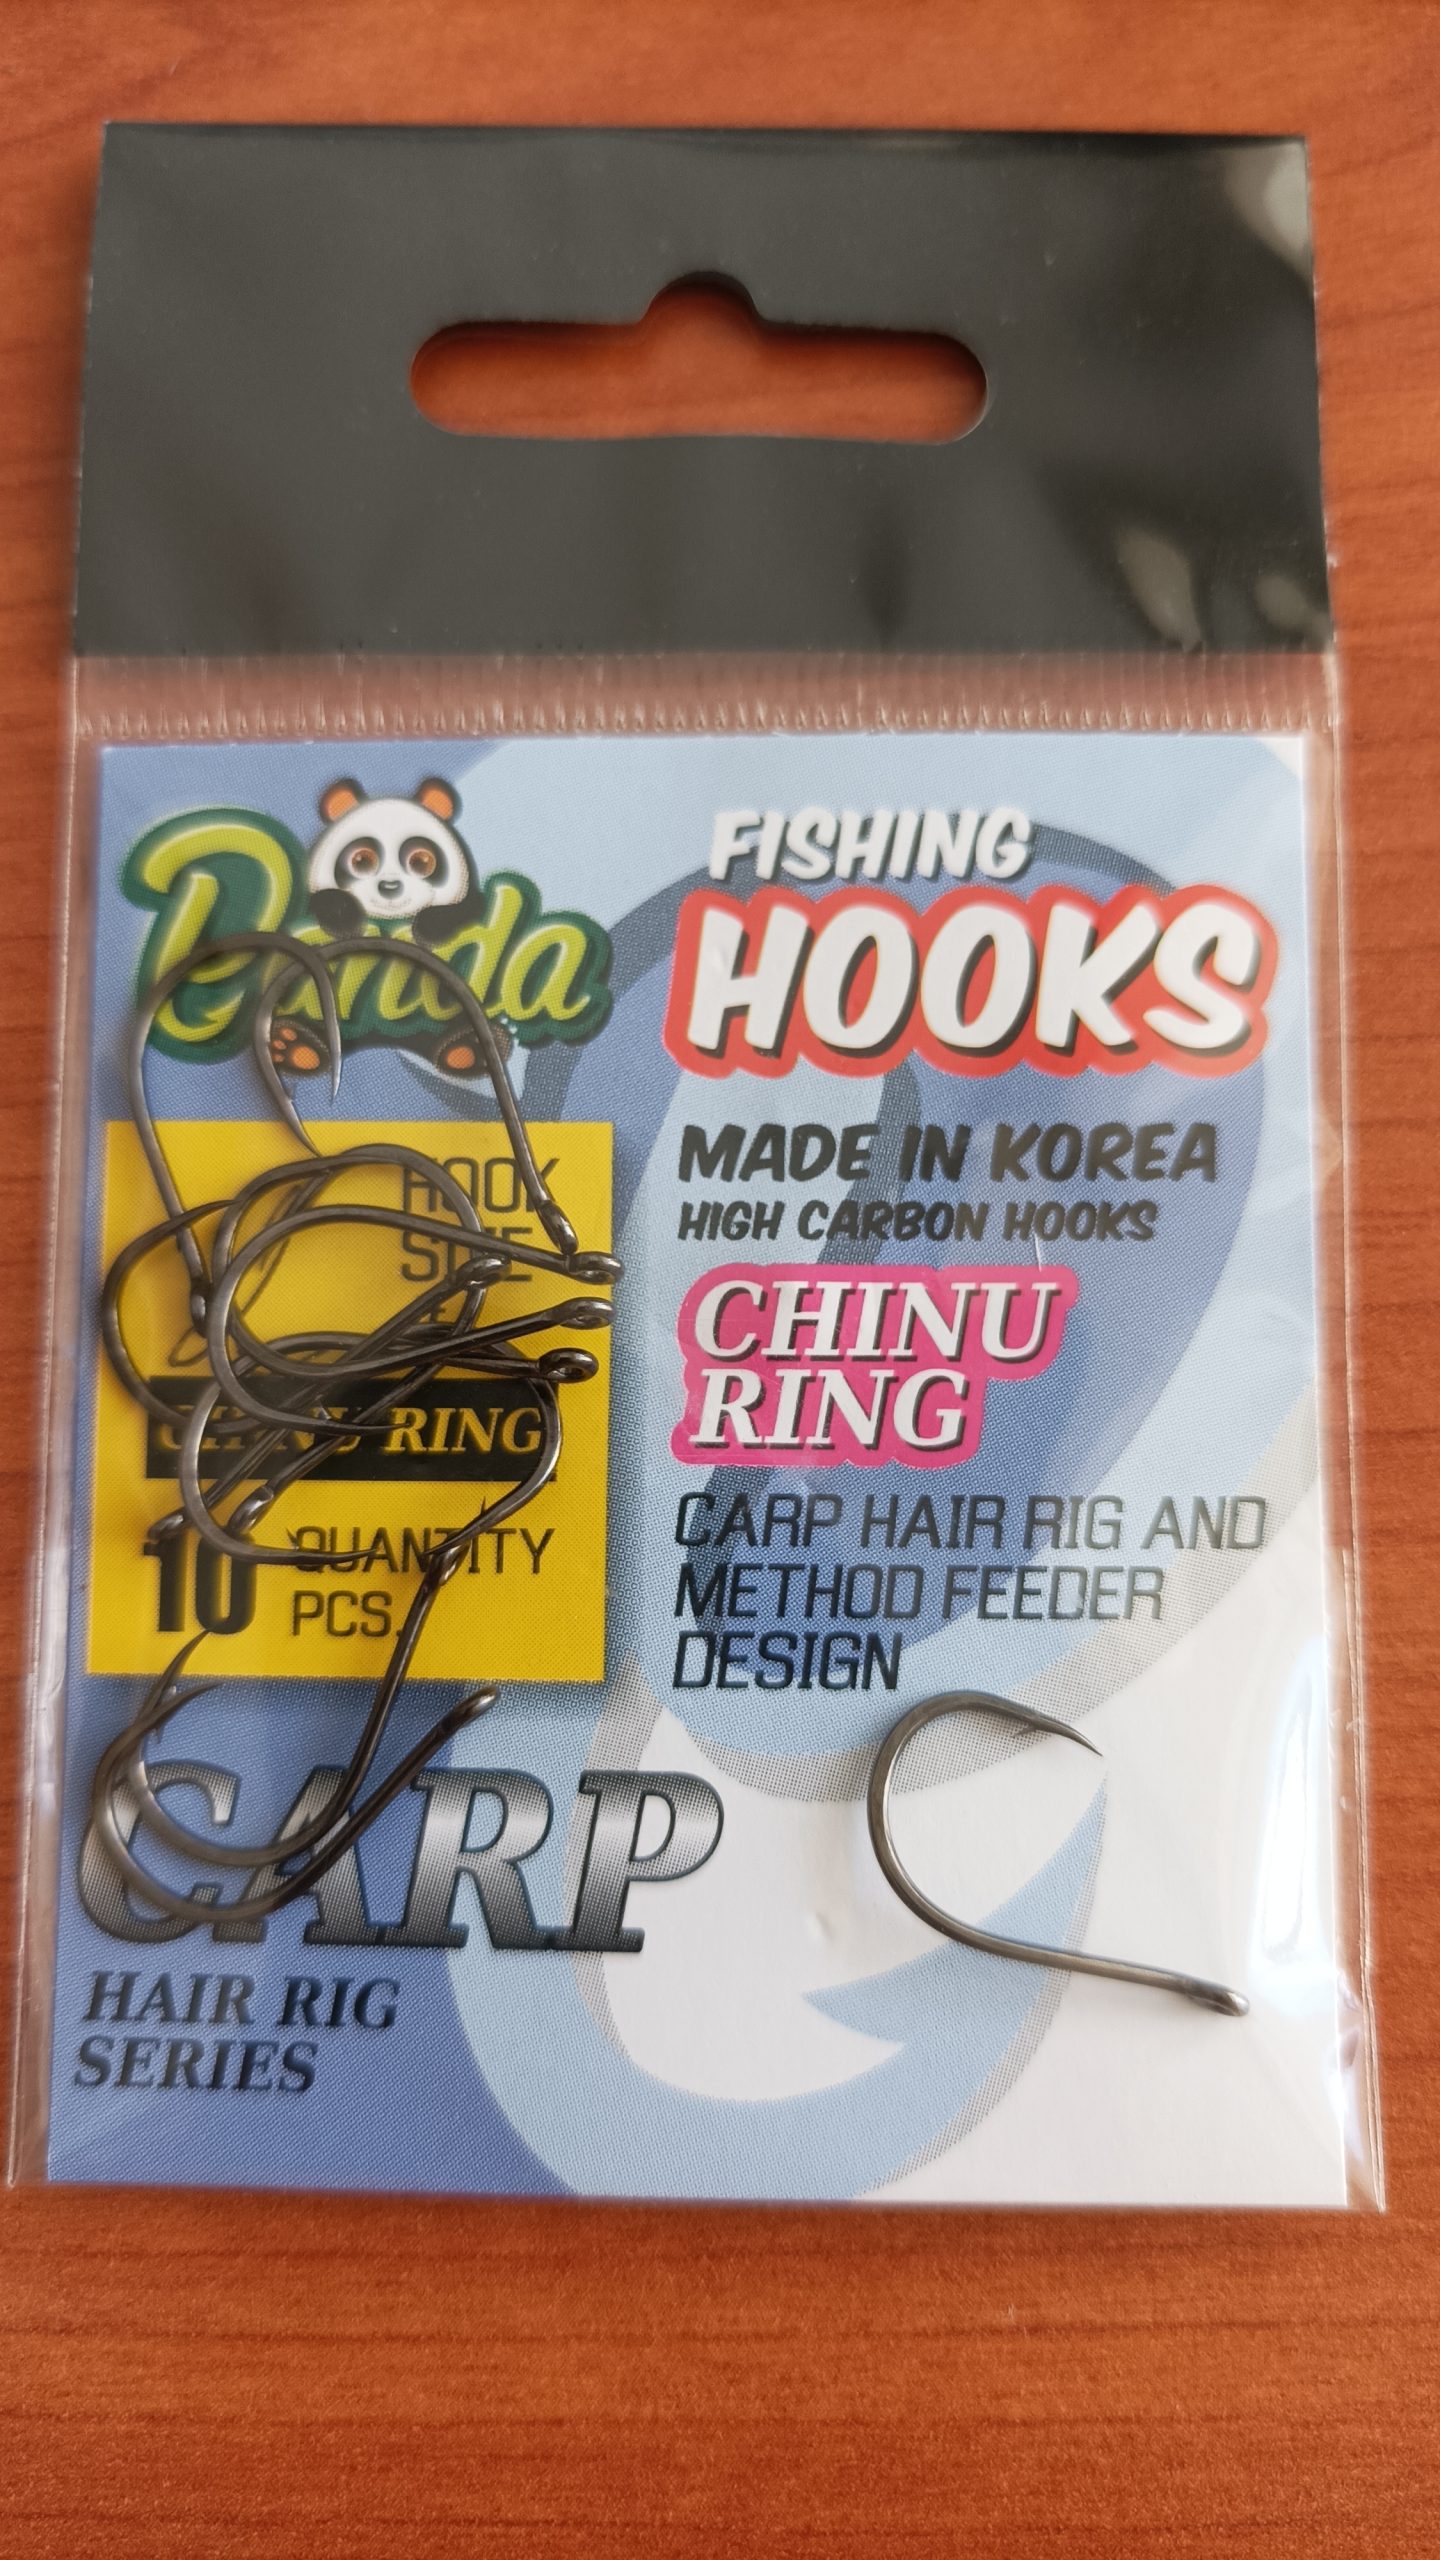 Panda
FISHING
HOOKS
MADE IN KOREA
HIGH CARBON HOOKS
CHINU
RING
CARP HAIR RIG AND
METHOD FEEDER
DESIGN
HOOK
SIZE
CHINU RING
10 QUANTITY
PCS.
CARP
HAIR RIG
SERIES